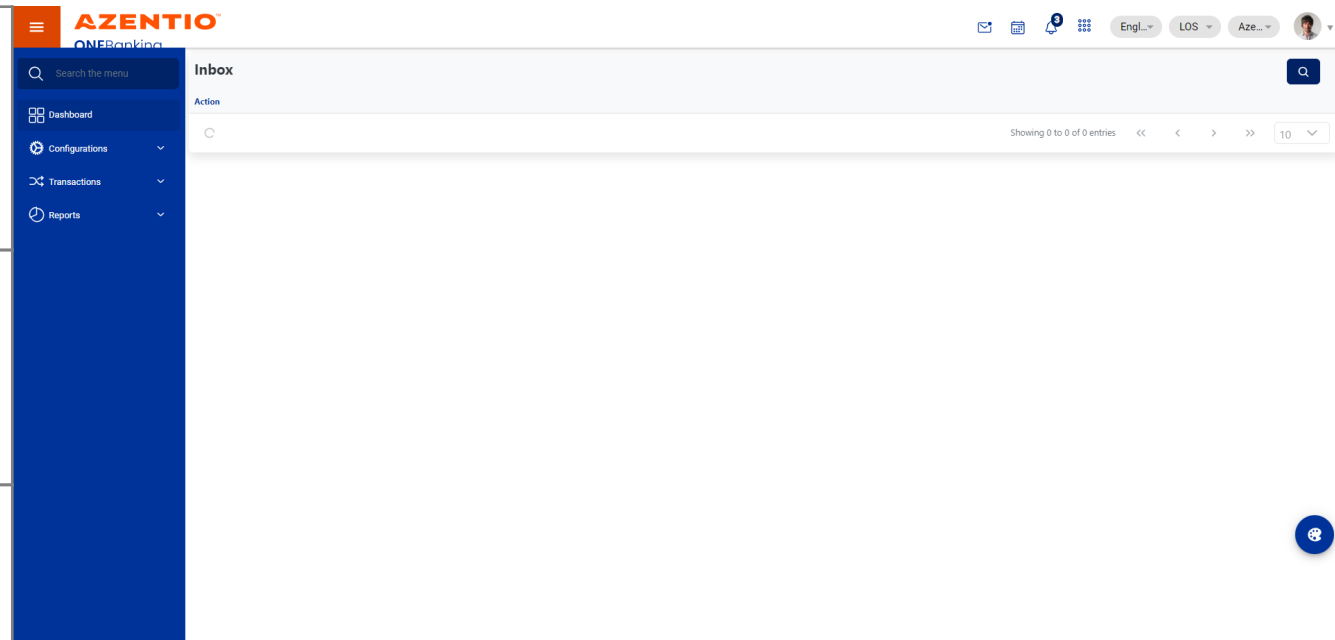 AZENTIO™
ONEBanking
3
Engl...
LOS
Aze...
Search the menu
Dashboard
Configurations
Transactions
Reports
Inbox
Action
Showing 0 to 0 of 0 entries
10